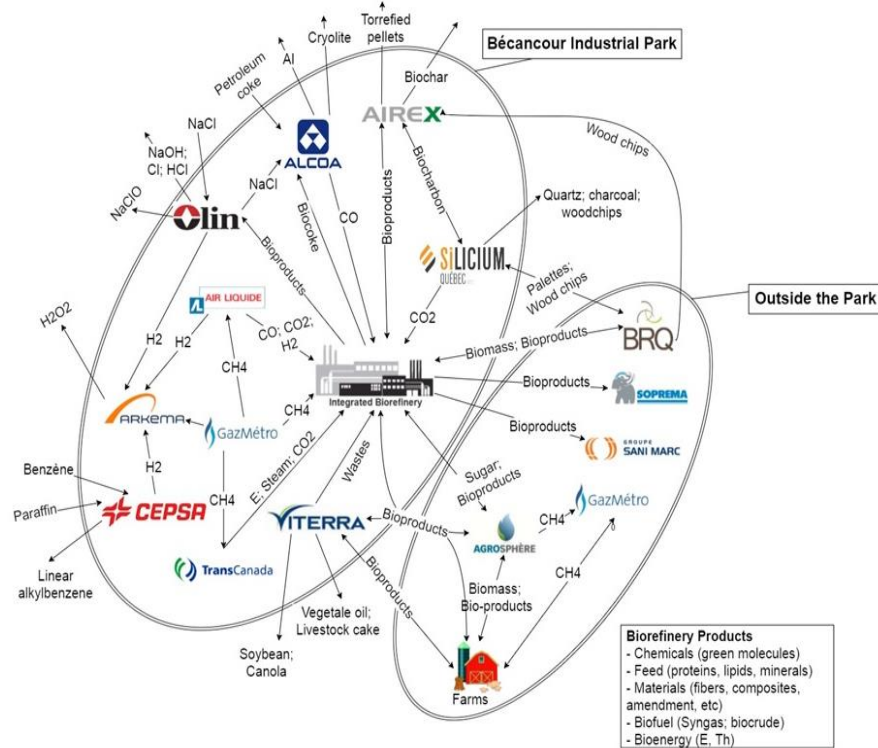 Torrefied
pellets
Cryolite
Al
Bécancour Industrial Park
Petroleum
coke
Biochar
AIREX
NaCl
NaOH;
Cl; HCl
ALCOA
Wood chips
NaCl
NaClO
Olin
Biocharbon
Quartz; charcoal;
woodchips
CO
Bioproducts
Biocoke
SiLICIUM
QUÉBEC
Bioproducts
Palettes;
Wood chips
Outside the Park
AIR LIQUIDE
H2O2
CO; CO2;
H2
CO2
H2
H2
BRQ
Biomass; Bioproducts
CH4
Integrated Biorefinery
Bioproducts
SOPREMA
ARKEMA
GazMétro
CH4
Bioproducts
GROUPE
SANI MARC
H2
Benzène
E; Steam; CO2
Wastes
Sugar;
Bioproducts
GazMétro
CH4
Paraffin
CEPSA
VITERRA
Bioproducts
CH4
AGROSPHÈRE
TransCanada
Linear
alkylbenzene
Bioproducts
Biomass;
Bio-products
CH4
Vegetale oil;
Livestock cake
Soybean;
Canola
Farms
Biorefinery Products
- Chemicals (green molecules)
- Feed (proteins, lipids, minerals)
- Materials (fibers, composites,
amendment, etc)
- Biofuel (Syngas; biocrude)
- Bioenergy (E, Th)